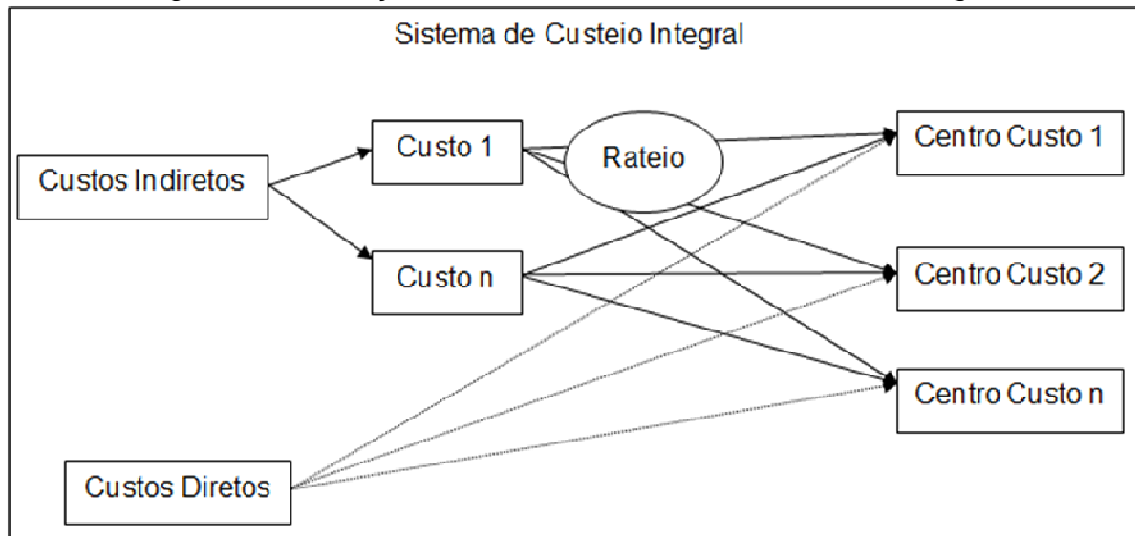 Sistema de Custeio Integral
Custo 1
Rateio
Centro Custo 1
Custos Indiretos
Custo n
Centro Custo 2
Centro Custo n
Custos Diretos